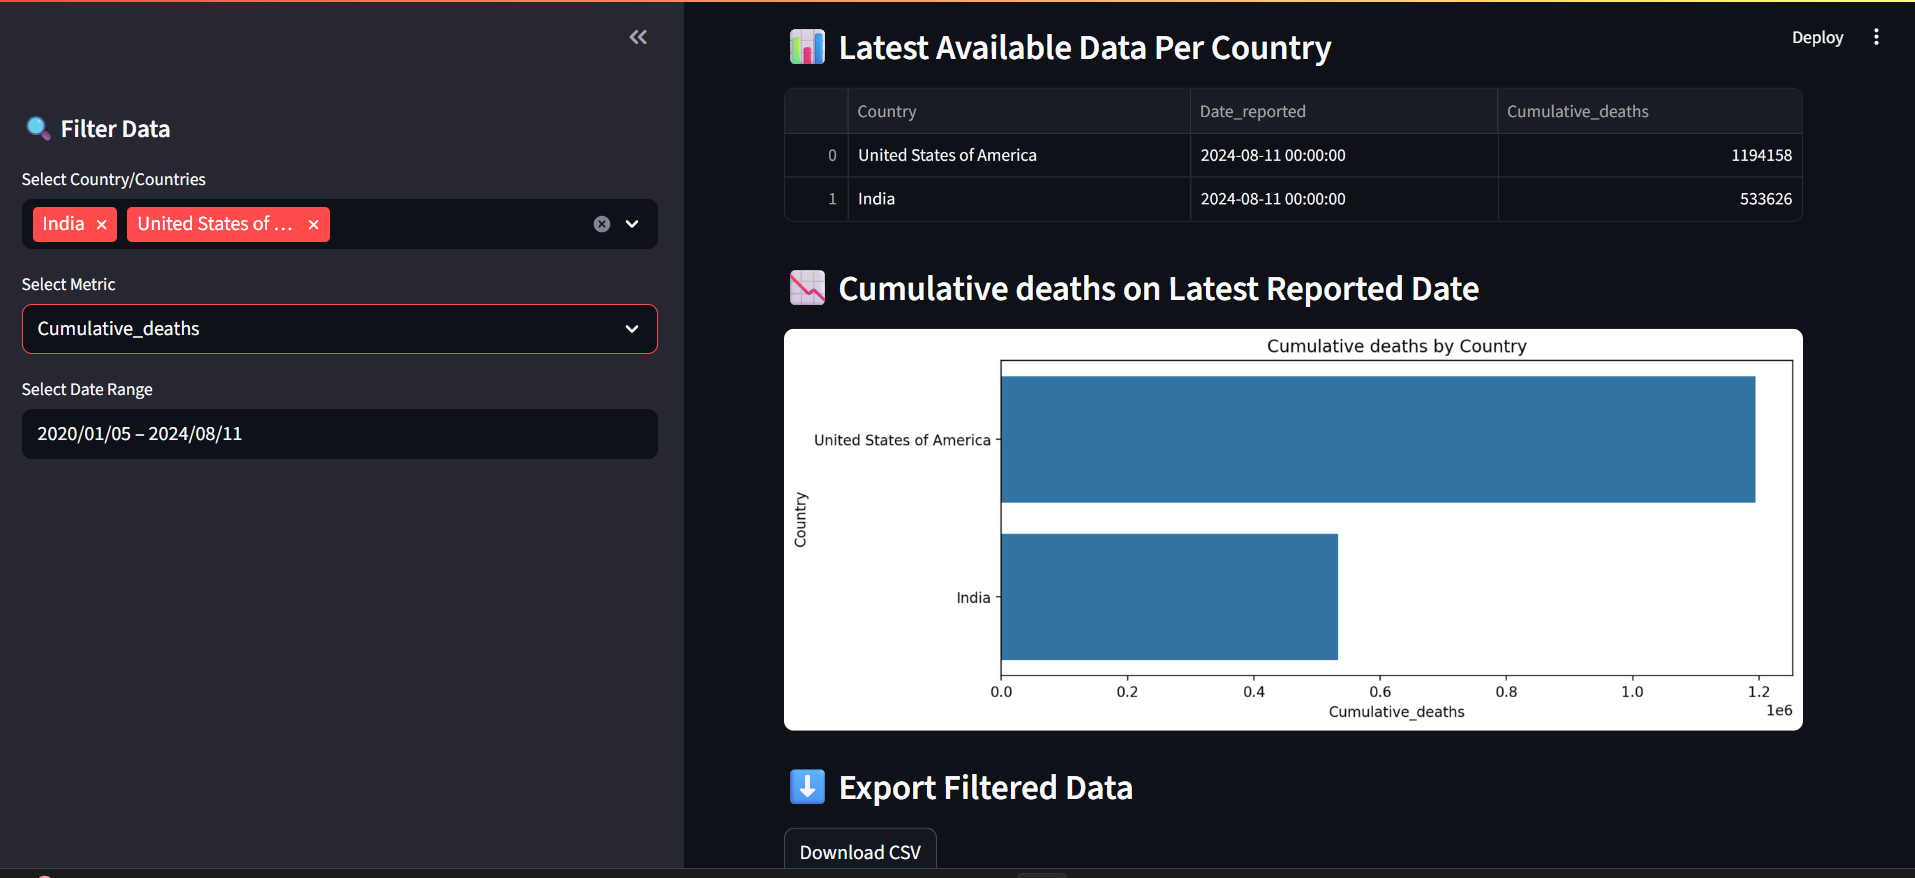 Filter Data
Select Country/Countries
India
United States of ...
Select Metric
Cumulative_deaths
Select Date Range
2020/01/05 – 2024/08/11
Deploy
Latest Available Data Per Country
Country Date_reported Cumulative_deaths
0 United States of America 2024-08-11 00:00:00 1194158
1 India 2024-08-11 00:00:00 533626
Cumulative deaths on Latest Reported Date
Cumulative deaths by Country
United States of America
Country
India
0.0 0.2 0.4 0.6 0.8 1.0 1.2
Cumulative_deaths
1e6
Export Filtered Data
Download CSV